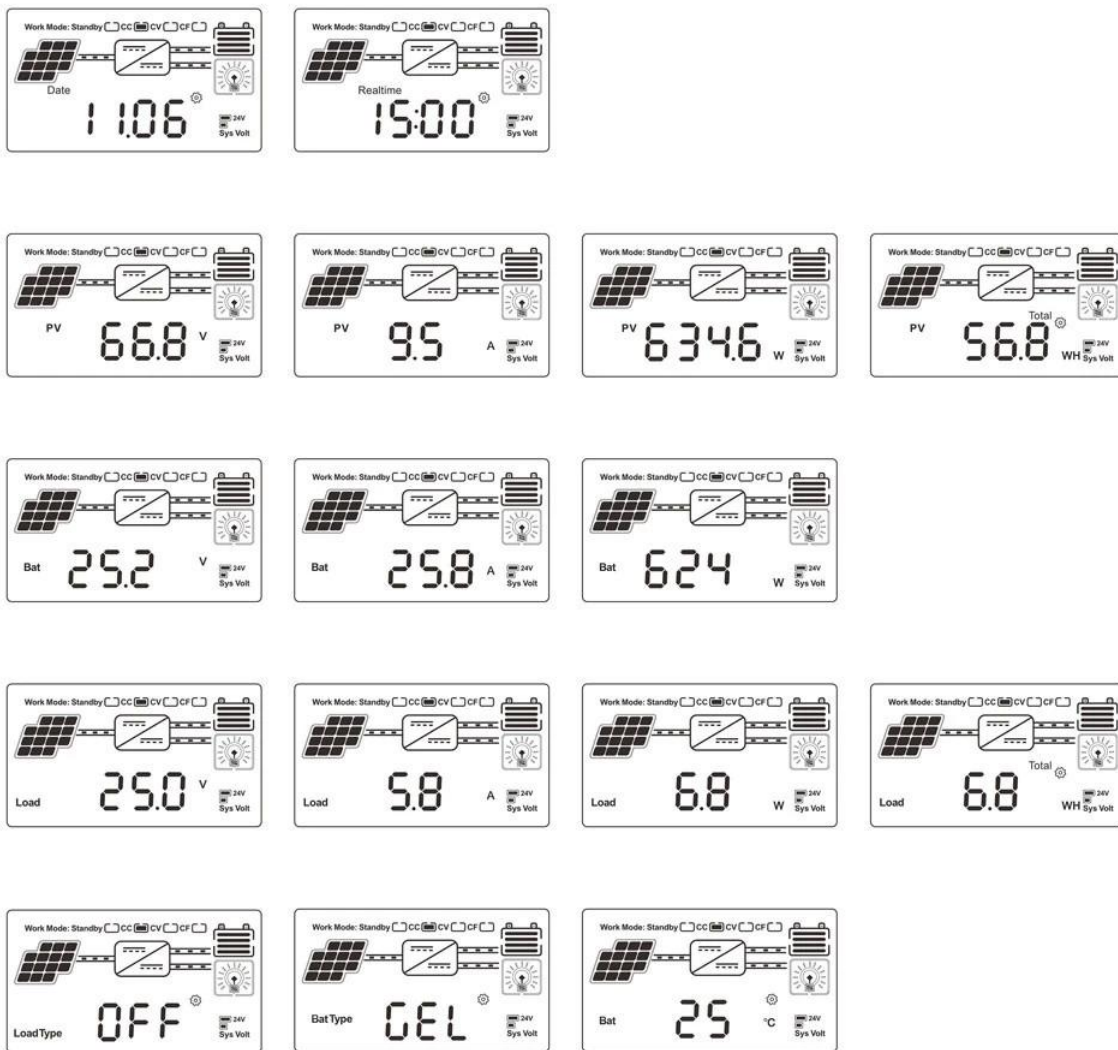 Work Mode: Standby CC CV CF
Date
11.06
24V
Sys Volt
Work Mode: Standby CC CV CF
Realtime
15:00
24V
Sys Volt
Work Mode: Standby CC CV CF
PV 66.8 V
24V
Sys Volt
Work Mode: Standby CC CV CF
PV 9.5 A
24V
Sys Volt
Work Mode: Standby CC CV CF
PV 634.6 W
24V
Sys Volt
Work Mode: Standby CC CV CF
Total
PV 56.8 WH
24V
Sys Volt
Work Mode: Standby CC CV CF
Bat 25.2 V
24V
Sys Volt
Work Mode: Standby CC CV CF
Bat 25.8 A
24V
Sys Volt
Work Mode: Standby CC CV CF
Bat 624 W
24V
Sys Volt
Work Mode: Standby CC CV CF
Load 25.0 V
24V
Sys Volt
Work Mode: Standby CC CV CF
Load 5.8 A
24V
Sys Volt
Work Mode: Standby CC CV CF
Load 6.8 W
24V
Sys Volt
Work Mode: Standby CC CV CF
Total
Load 6.8 WH
24V
Sys Volt
Work Mode: Standby CC CV CF
LoadType OFF
24V
Sys Volt
Work Mode: Standby CC CV CF
Bat Type GEL
24V
Sys Volt
Work Mode: Standby CC CV CF
Bat 25 °C
24V
Sys Volt